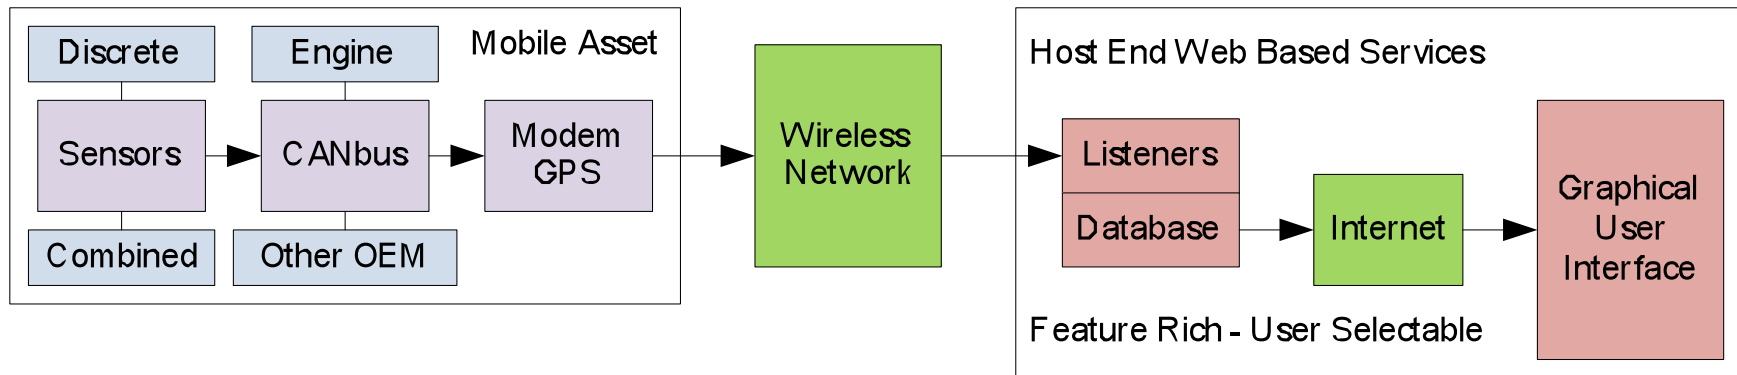 Mobile Asset
Discrete
Engine
Sensors
CANbus
Modem
GPS
Combined
Other OEM
Wireless
Network
Host End Web Based Services
Listeners
Database
Internet
Graphical
User
Interface
Feature Rich - User Selectable